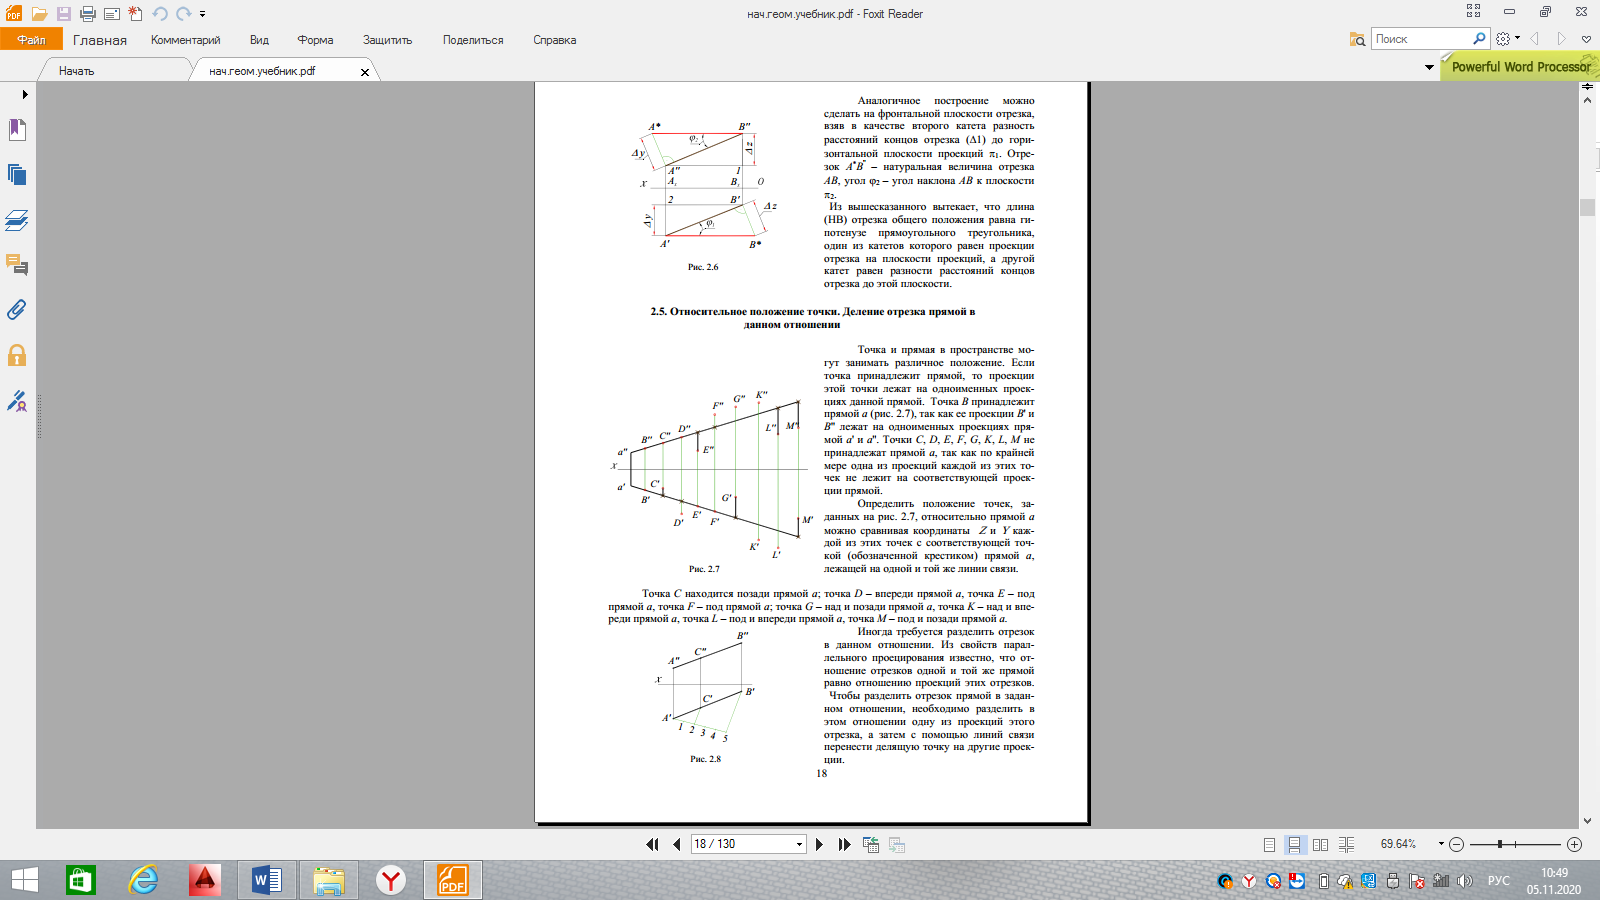 нач.геом.учебник.pdf - Foxit Reader
Файл Главная Комментарий Вид Форма Защитить Поделиться Справка Поиск
Начать нач.геом.учебник.pdf Powerful Word Processor
A* B" φ₂ Δy Δz
A" 1
x A B O
2 B' Δz
Δy φ₁
A' B*
Рис. 2.6
Аналогичное построение можно
сделать на фронтальной плоскости отрезка,
взяв в качестве второго катета разность
расстояний концов отрезка (Δ1) до гори-
зонтальной плоскости проекций π₁. Отре-
зок A*B" – натуральная величина отрезка
AB, угол φ₂ – угол наклона AB к плоскости
π₂.
Из вышесказанного вытекает, что длина
(НВ) отрезка общего положения равна ги-
потенузе прямоугольного треугольника,
один из катетов которого равен проекции
отрезка на плоскости проекций, а другой
катет равен разности расстояний концов
отрезка до этой плоскости.
2.5. Относительное положение точки. Деление отрезка прямой в
данном отношении
K"
G"
F"
D" L" M"
B" C"
a" E"
x
a' C'
B' G'
D' E' F' M'
K' L'
Рис. 2.7
Точка и прямая в пространстве мо-
гут занимать различное положение. Если
точка принадлежит прямой, то проекции
этой точки лежат на одноименных проек-
циях данной прямой. Точка B принадлежит
прямой a (рис. 2.7), так как ее проекции B' и
B" лежат на одноименных проекциях пря-
мой a' и a". Точки C, D, E, F, G, K, L, M не
принадлежат прямой a, так как по крайней
мере одна из проекций каждой из этих то-
чек не лежит на соответствующей проек-
ции прямой.
Определить положение точек, за-
данных на рис. 2.7, относительно прямой a
можно сравнивая координаты Z и Y каж-
дой из этих точек с соответствующей точ-
кой (обозначенной крестиком) прямой a,
лежащей на одной и той же линии связи.
Точка C находится позади прямой a; точка D – впереди прямой a, точка E – под
прямой a, точка F – под прямой a; точка G – над и позади прямой a, точка K – над и впе-
реди прямой a, точка L – под и впереди прямой a, точка M – под и позади прямой a.
B"
C"
A"
x
B'
C'
A'
1 2 3 4 5
Рис. 2.8
Иногда требуется разделить отрезок
в данном отношении. Из свойств парал-
лельного проецирования известно, что от-
ношение отрезков одной и той же прямой
равно отношению проекций этих отрезков.
Чтобы разделить отрезок прямой в задан-
ном отношении, необходимо разделить в
этом отношении одну из проекций этого
отрезка, а затем с помощью линий связи
перенести делящую точку на другие проек-
ции.
18
18 / 130 69.64%
РУС 10:49
05.11.2020